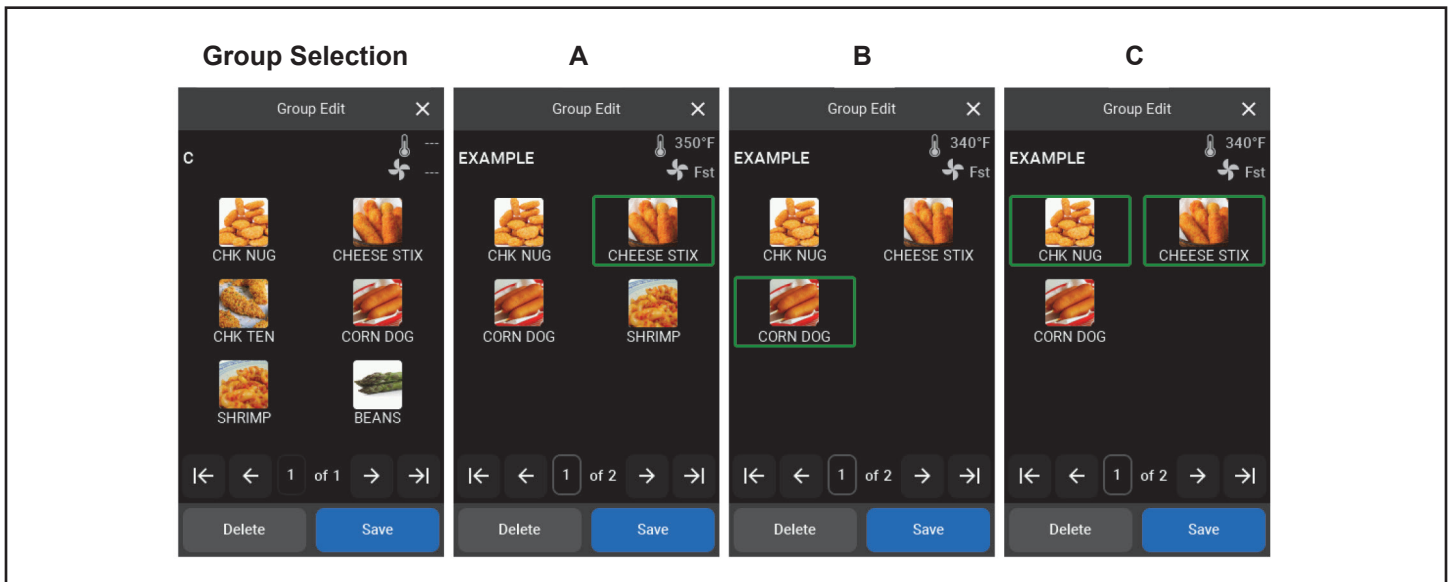 Group Selection
A
B
C
Group Edit
C
---
---
CHK NUG
CHEESE STIX
CHK TEN
CORN DOG
SHRIMP
BEANS
1 of 1
Delete
Save
Group Edit
EXAMPLE
350°F
Fst
CHK NUG
CHEESE STIX
CORN DOG
SHRIMP
1 of 2
Delete
Save
Group Edit
EXAMPLE
340°F
Fst
CHK NUG
CHEESE STIX
CORN DOG
1 of 2
Delete
Save
Group Edit
EXAMPLE
340°F
Fst
CHK NUG
CHEESE STIX
CORN DOG
1 of 2
Delete
Save